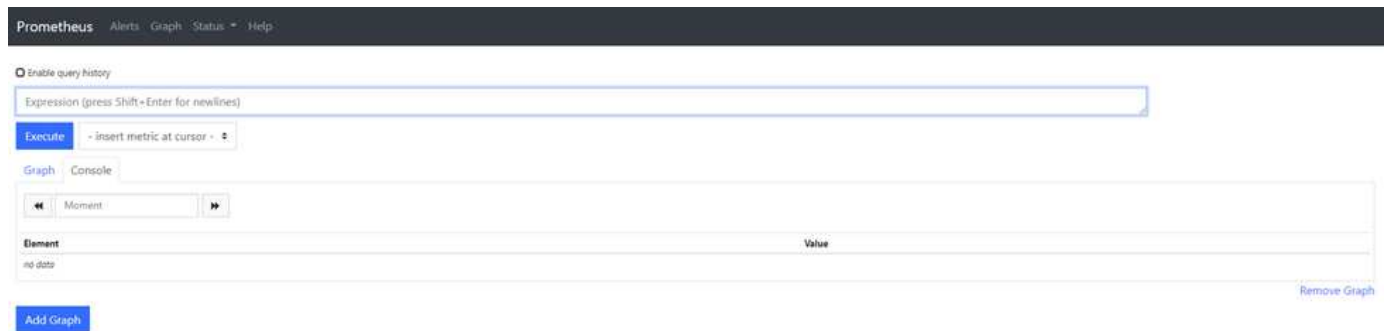 Prometheus Alerts Graph Status Help
Enable query history
Expression (press Shift+Enter for newlines)
Execute - insert metric at cursor -
Graph Console
Moment
Element Value
no data
Remove Graph
Add Graph